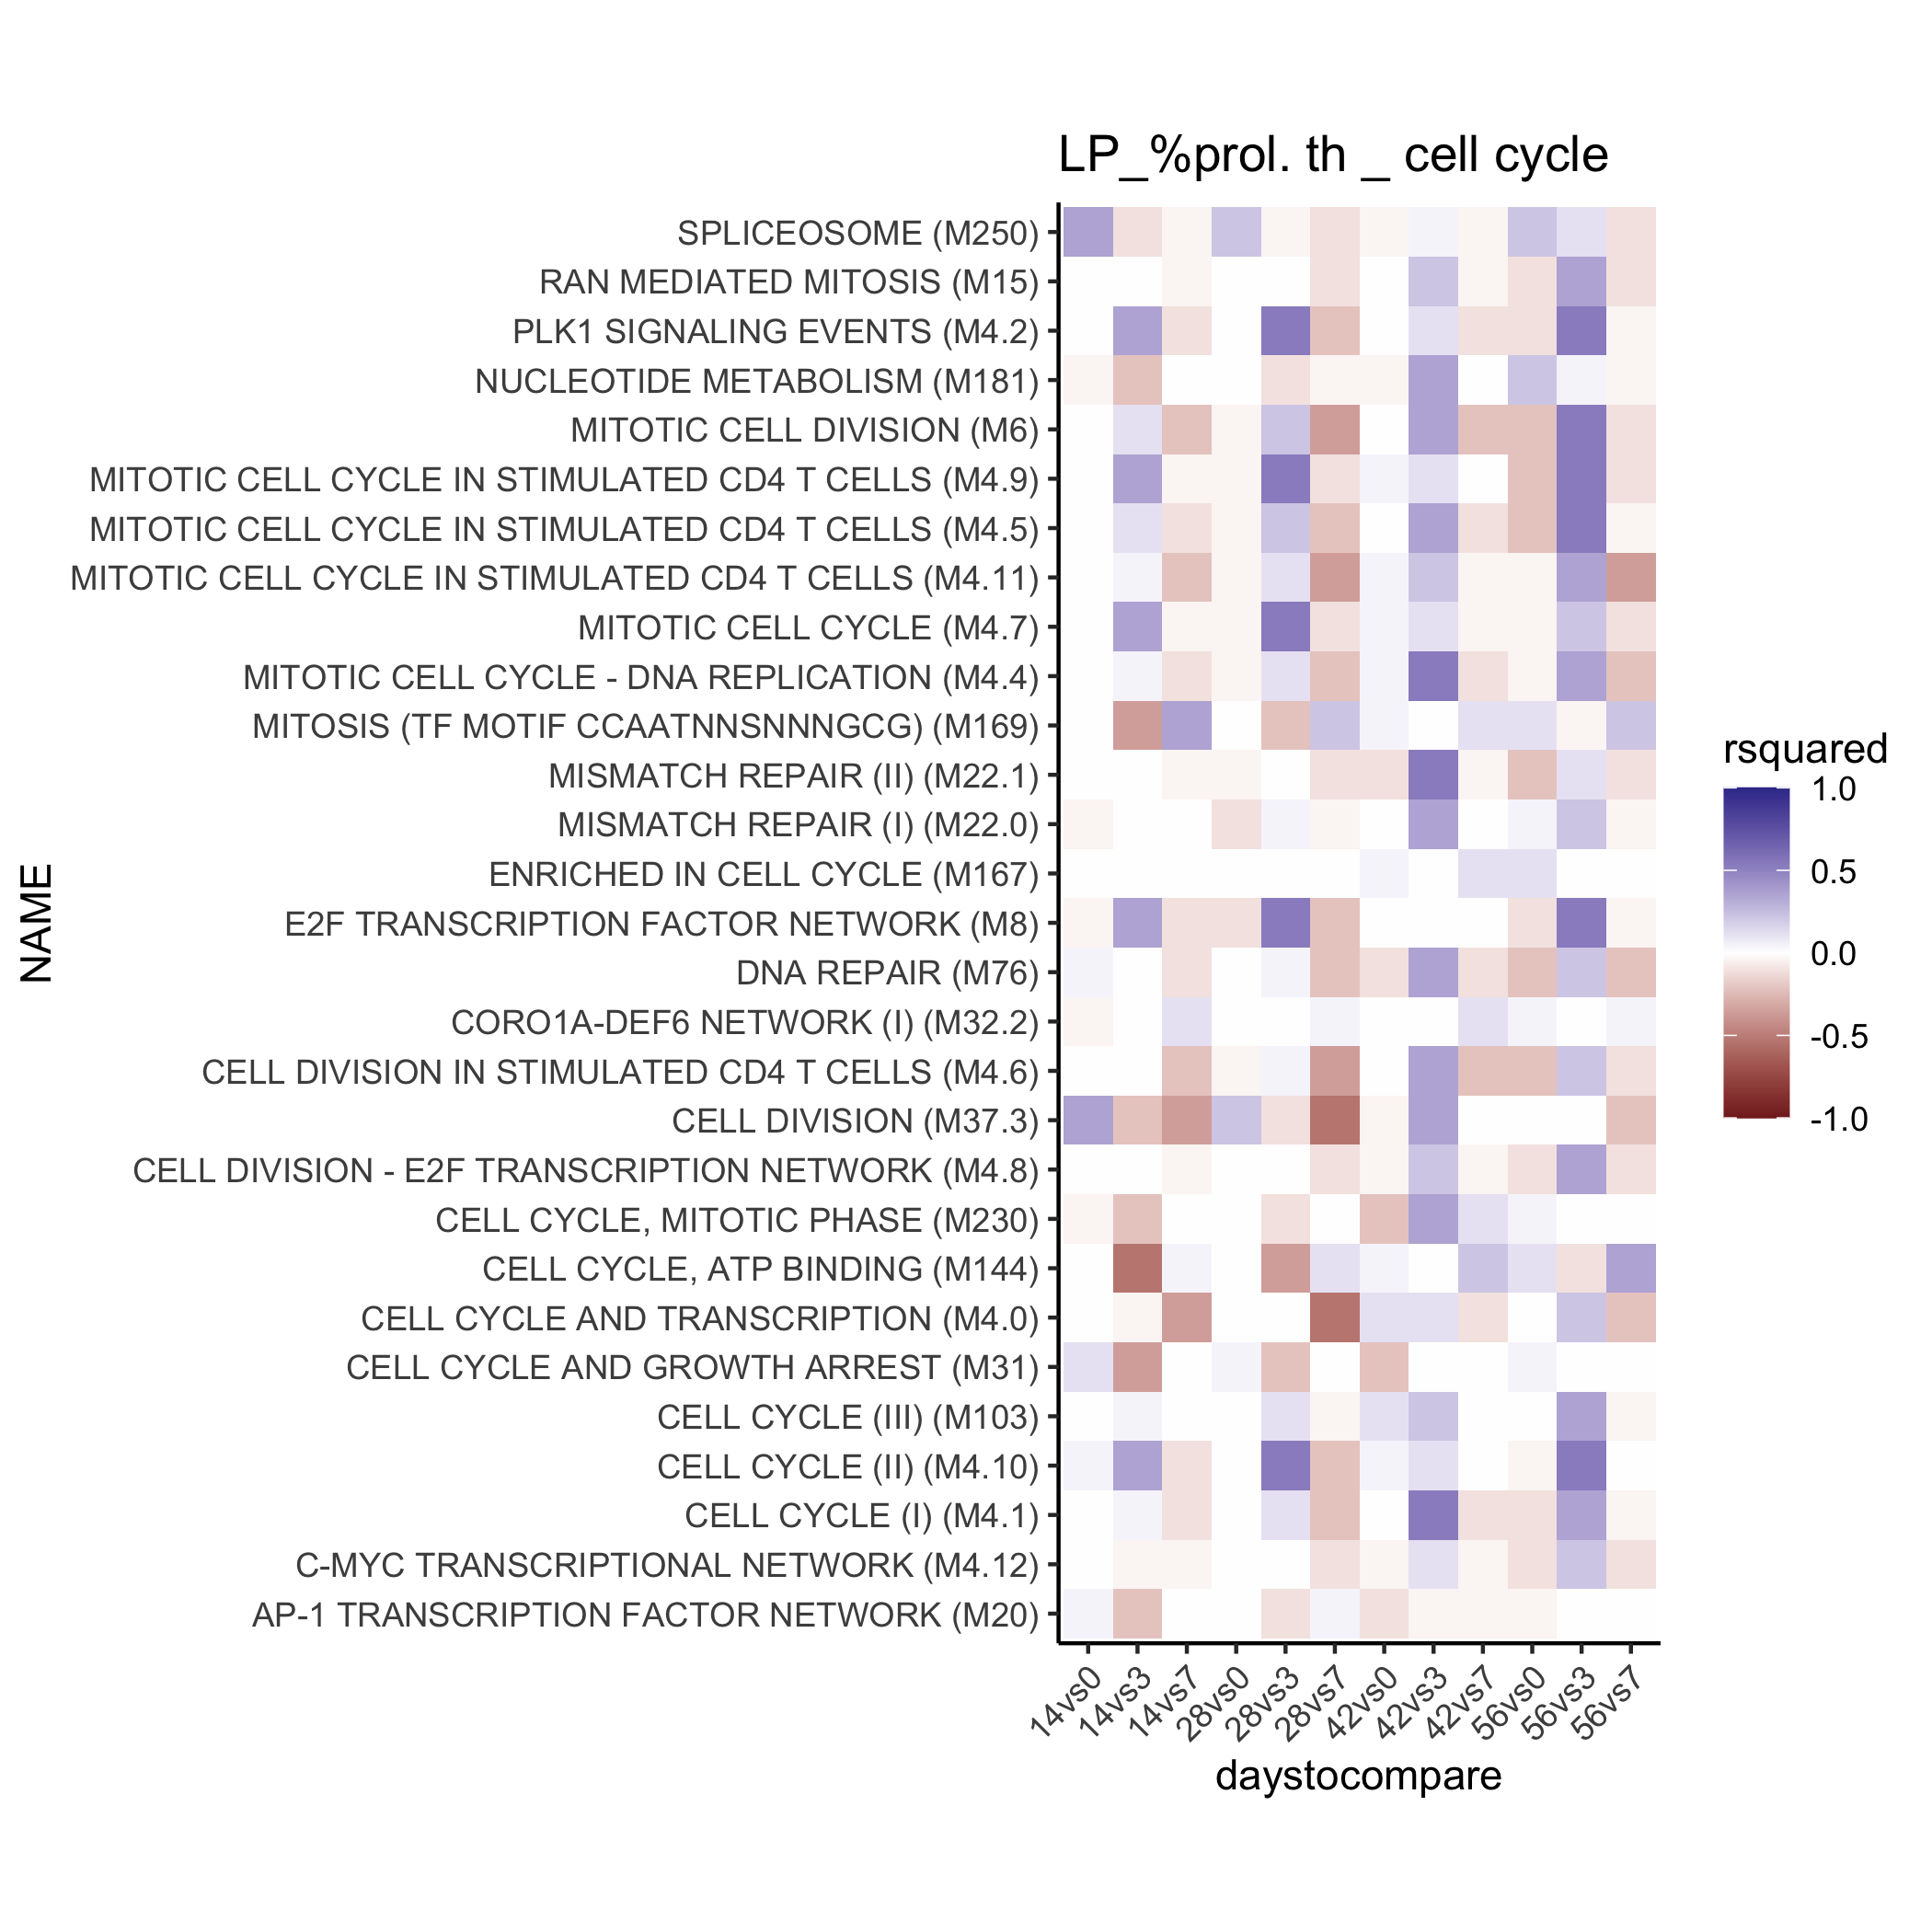 LP_%prol. th _ cell cycle
SPLICEOSOME (M250)
RAN MEDIATED MITOSIS (M15)
PLK1 SIGNALING EVENTS (M4.2)
NUCLEOTIDE METABOLISM (M181)
MITOTIC CELL DIVISION (M6)
MITOTIC CELL CYCLE IN STIMULATED CD4 T CELLS (M4.9)
MITOTIC CELL CYCLE IN STIMULATED CD4 T CELLS (M4.5)
MITOTIC CELL CYCLE IN STIMULATED CD4 T CELLS (M4.11)
MITOTIC CELL CYCLE (M4.7)
MITOTIC CELL CYCLE - DNA REPLICATION (M4.4)
MITOSIS (TF MOTIF CCAATNNSNNNGCG) (M169)
MISMATCH REPAIR (II) (M22.1)
MISMATCH REPAIR (I) (M22.0)
ENRICHED IN CELL CYCLE (M167)
E2F TRANSCRIPTION FACTOR NETWORK (M8)
DNA REPAIR (M76)
CORO1A-DEF6 NETWORK (I) (M32.2)
CELL DIVISION IN STIMULATED CD4 T CELLS (M4.6)
CELL DIVISION (M37.3)
CELL DIVISION - E2F TRANSCRIPTION NETWORK (M4.8)
CELL CYCLE, MITOTIC PHASE (M230)
CELL CYCLE, ATP BINDING (M144)
CELL CYCLE AND TRANSCRIPTION (M4.0)
CELL CYCLE AND GROWTH ARREST (M31)
CELL CYCLE (III) (M103)
CELL CYCLE (II) (M4.10)
CELL CYCLE (I) (M4.1)
C-MYC TRANSCRIPTIONAL NETWORK (M4.12)
AP-1 TRANSCRIPTION FACTOR NETWORK (M20)
NAME
14vs0
14vs3
14vs7
28vs0
28vs3
28vs7
42vs0
42vs3
42vs7
56vs0
56vs3
56vs7
daystocompare
rsquared
1.0
0.5
0.0
-0.5
-1.0